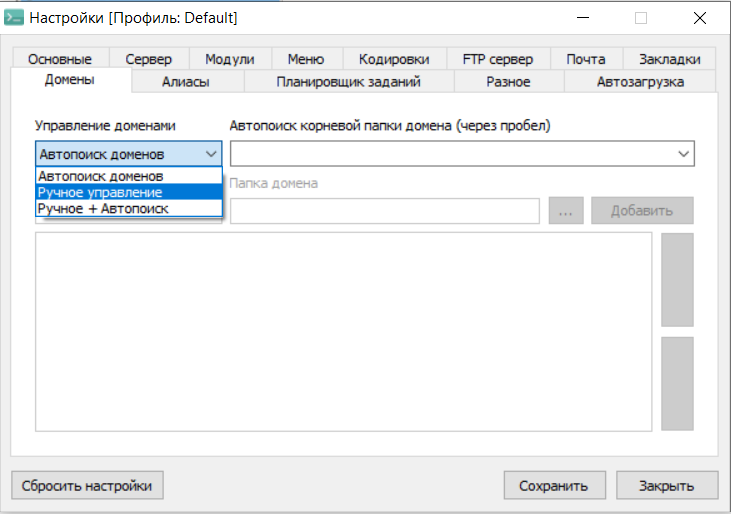 Настройки [Профиль: Default]
Основные Сервер Модули Меню Кодировки FTP сервер Почта Закладки
Домены Алиасы Планировщик заданий Разное Автозагрузка
Управление доменами Автопоиск корневой папки домена (через пробел)
Автопоиск доменов
Автопоиск доменов
Ручное управление Папка домена
Ручное + Автопоиск ... Добавить
Сбросить настройки Сохранить Закрыть